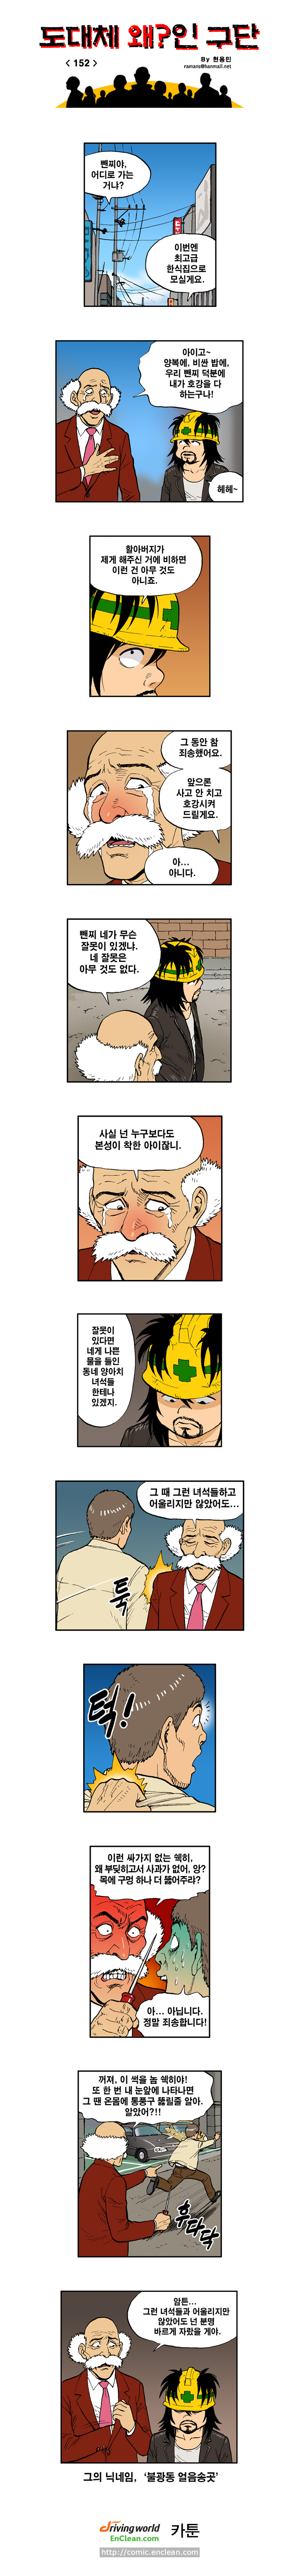 도대체 왜?인 구단
< 152 >
By 현용민
ramans@hanmail.net
뺀찌야,
어디로 가는
거냐?
이번엔
최고급
한식집으로
모실게요.
아이고~
양복에, 비싼 밥에,
우리 뺀찌 덕분에
내가 호강을 다
하는구나!
헤헤~
할아버지가
제게 해주신 거에 비하면
이런 건 아무 것도
아니죠.
그 동안 참
죄송했어요.
앞으론
사고 안 치고
호강시켜
드릴게요.
아...
아니다.
뺀찌 네가 무슨
잘못이 있겠냐.
네 잘못은
아무 것도 없다.
사실 넌 누구보다도
본성이 착한 아이잖니.
잘못이
있다면
네게 나쁜
물을 들인
동네 양아치
녀석들
한테나
있겠지.
그 때 그런 녀석들하고
어울리지만 않았어도...
툭
턱!
이런 싸가지 없는 쉑히,
왜 부딪히고서 사과가 없어, 앙?
목에 구멍 하나 더 뚫어주랴?
아... 아닙니다.
정말 죄송합니다!
꺼져, 이 썩을 놈 쉑히야!
또 한 번 내 눈앞에 나타나면
그 땐 온몸에 통풍구 뚫릴줄 알아.
알았어?!!
후다닥
암튼...
그런 녀석들과 어울리지만
않았어도 넌 분명
바르게 자랐을 게야.
그의 닉네임, '불광동 얼음송곳'
driving world
EnClean.com
카툰
http://comic.enclean.com